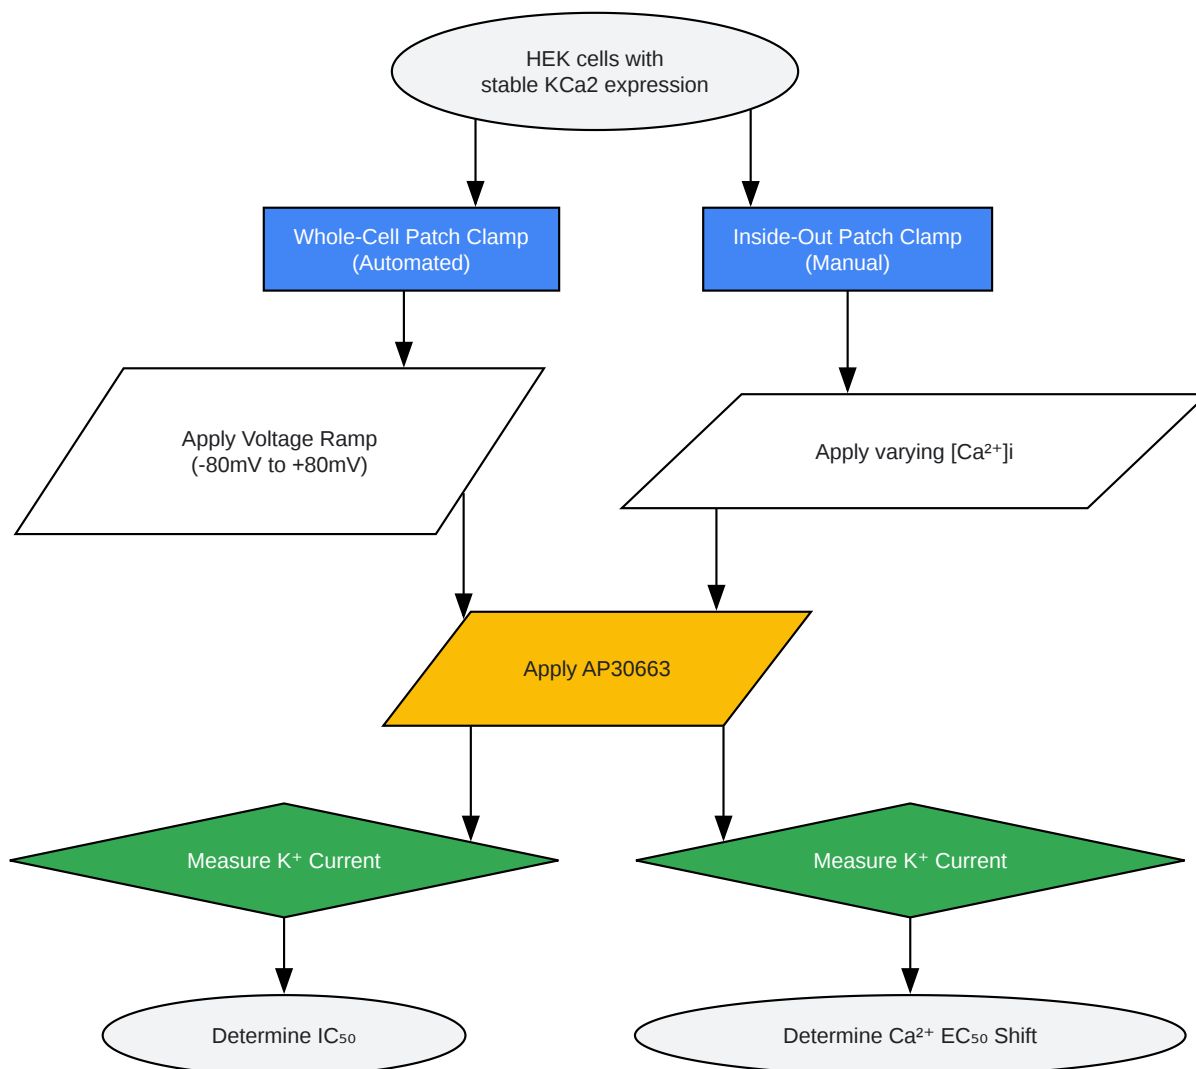 HEK cells with
stable KCa2 expression
Whole-Cell Patch Clamp
(Automated)
Inside-Out Patch Clamp
(Manual)
Apply Voltage Ramp
(-80mV to +80mV)
Apply varying [Ca²⁺]i
Apply AP30663
Measure K⁺ Current
Measure K⁺ Current
Determine IC₅₀
Determine Ca²⁺ EC₅₀ Shift